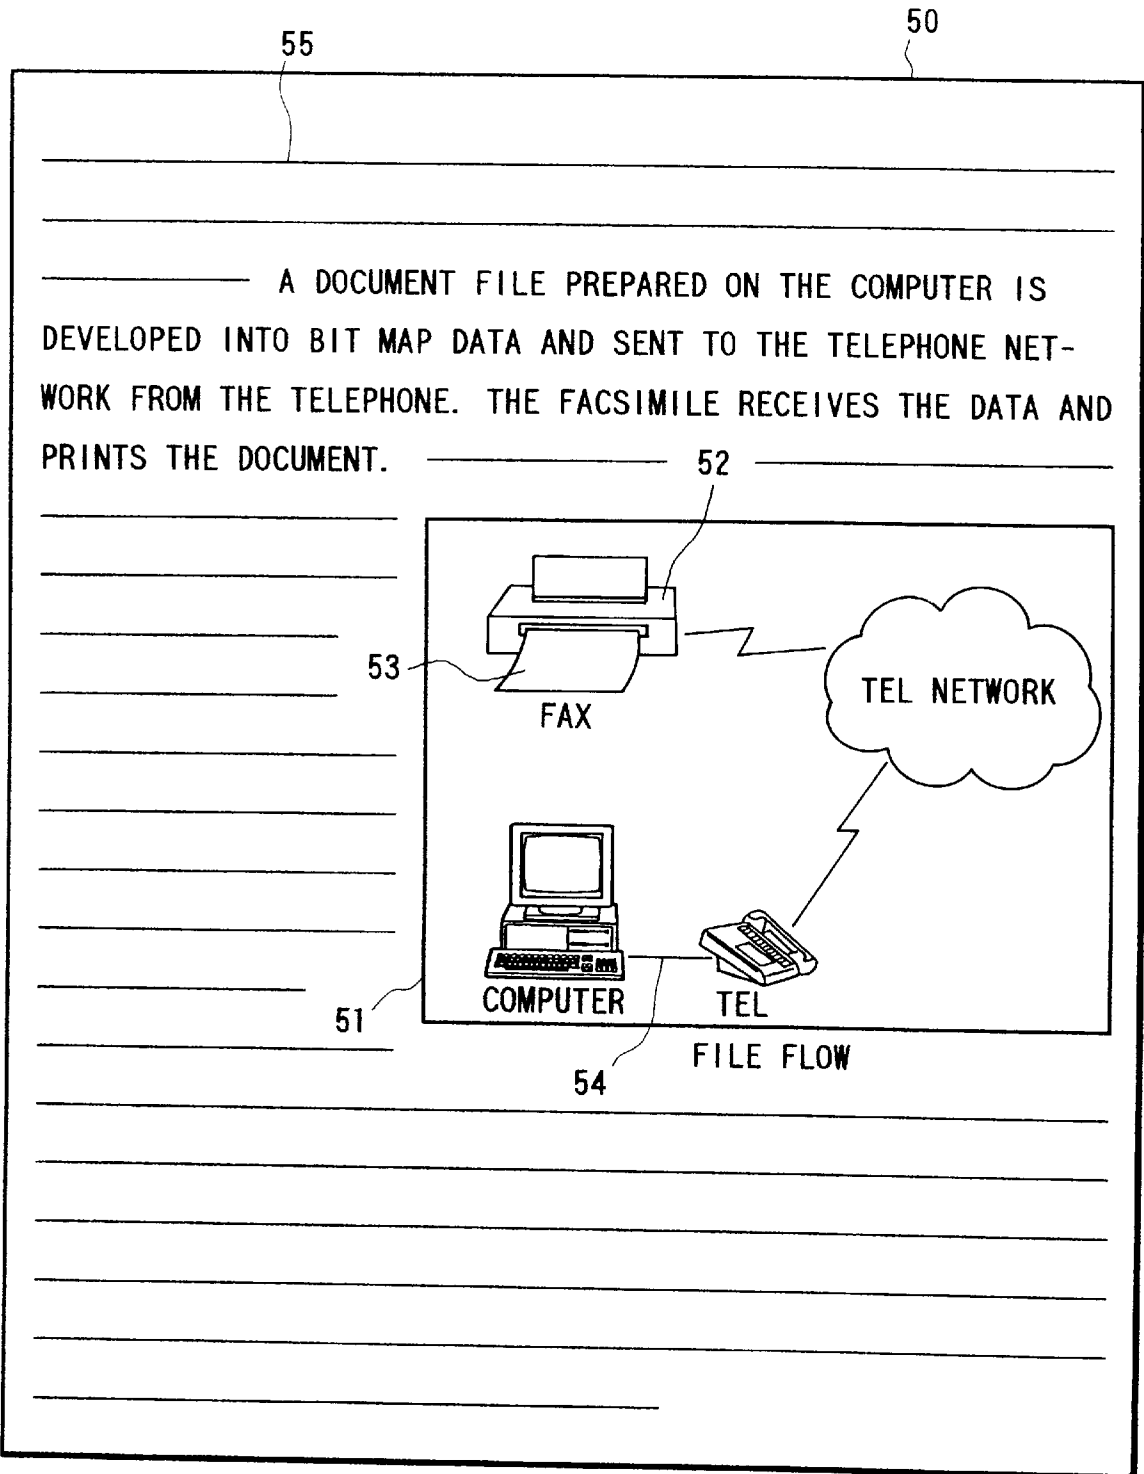 50
55
A DOCUMENT FILE PREPARED ON THE COMPUTER IS
DEVELOPED INTO BIT MAP DATA AND SENT TO THE TELEPHONE NET-
WORK FROM THE TELEPHONE. THE FACSIMILE RECEIVES THE DATA AND
PRINTS THE DOCUMENT.
52
53
FAX
TEL NETWORK
COMPUTER
TEL
51
FILE FLOW
54